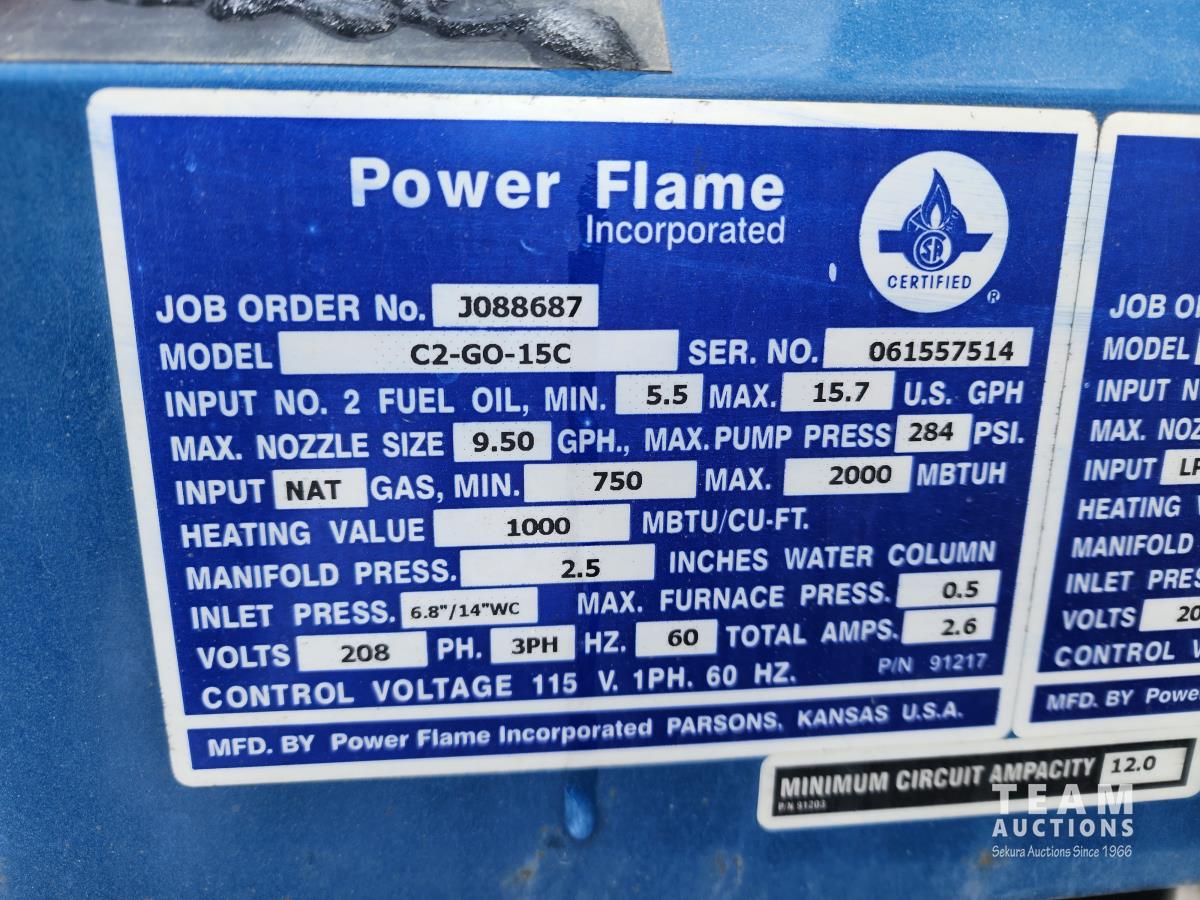 Power Flame
Incorporated
CSA
CERTIFIED
®
JOB ORDER No. J088687
MODEL C2-GO-15C SER. NO. 061557514
INPUT NO. 2 FUEL OIL, MIN. 5.5 MAX. 15.7 U.S. GPH
MAX. NOZZLE SIZE 9.50 GPH., MAX. PUMP PRESS 284 PSI.
INPUT NAT GAS, MIN. 750 MAX. 2000 MBTUH
HEATING VALUE 1000 MBTU/CU-FT.
MANIFOLD PRESS. 2.5 INCHES WATER COLUMN
INLET PRESS. 6.8"/14"WC MAX. FURNACE PRESS. 0.5
VOLTS 208 PH. 3PH HZ. 60 TOTAL AMPS. 2.6
CONTROL VOLTAGE 115 V. 1PH. 60 HZ. P/N 91217
MFD. BY Power Flame Incorporated PARSONS, KANSAS U.S.A.
JOB
MODEL
INPUT
MAX.
INPUT
HEATING
MANIFOLD
INLET
VOLTS
CONTROL
MFD. BY
MINIMUM CIRCUIT AMPACITY 12.0
P/N 91203
TEAM
AUCTIONS
Sekura Auctions Since 1966